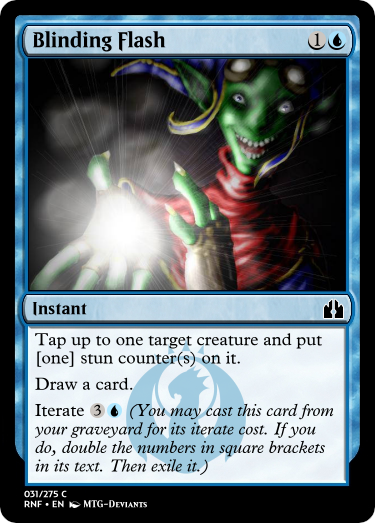 Blinding Flash 1
Instant
Tap up to one target creature and put
[one] stun counter(s) on it.
Draw a card.
Iterate 3 (You may cast this card from
your graveyard for its iterate cost. If you
do, double the numbers in square brackets
in its text. Then exile it.)
031/275 C
RNF • EN MTG-Deviants